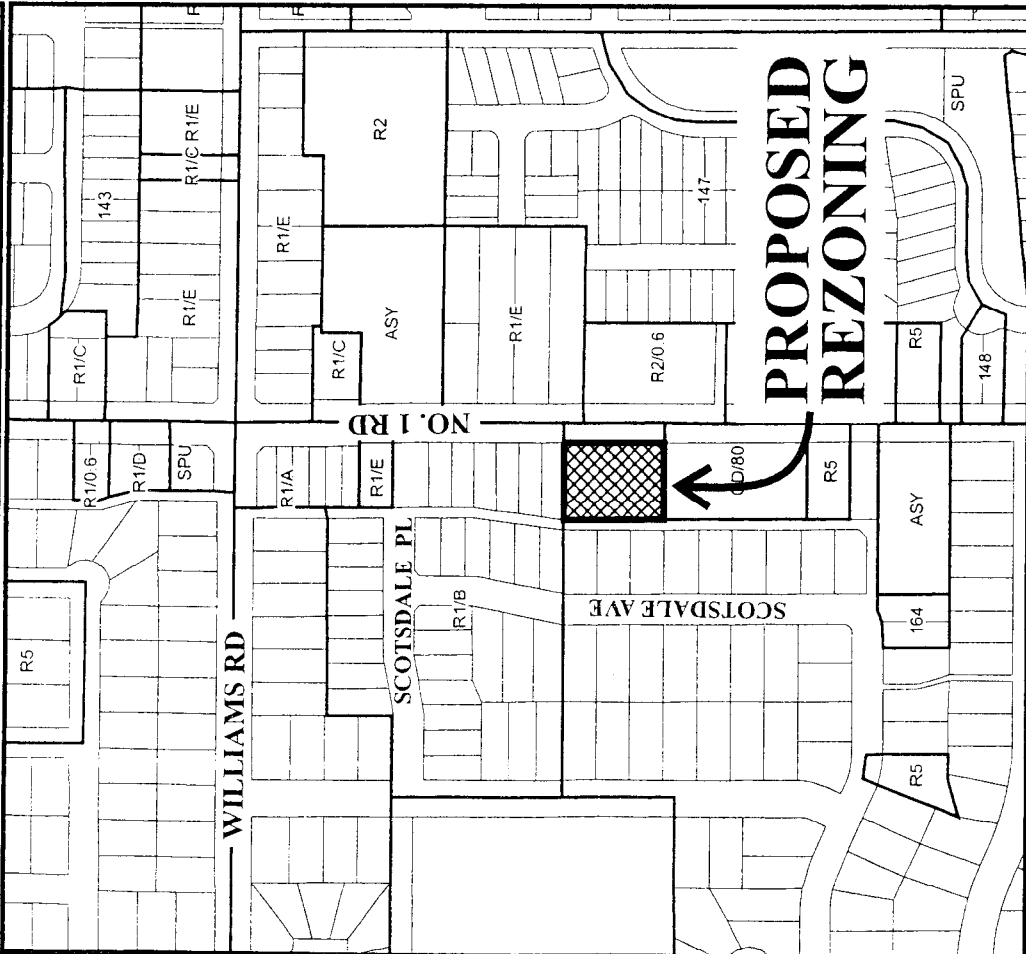 R5
R1/0.6
R1/D
SPU
R1/C
R1/E
143
R1/C
R1/E
WILLIAMS RD
R1/A
R1/E
R1/C
R1/E
R2
SCOTSDALE PL
R1/B
NO. 1 RD
ASY
R1/E
SCOTSDALE AVE
CD/80
R2/0.6
147
PROPOSED
REZONING
R5
R5
164
ASY
R5
148
SPU